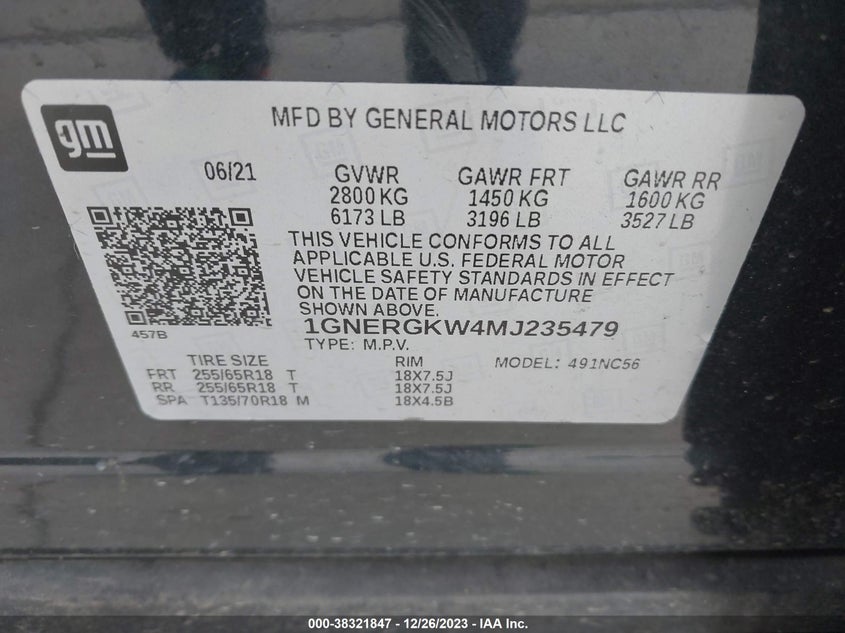 gm
MFD BY GENERAL MOTORS LLC
06/21 GVWR GAWR FRT GAWR RR
2800 KG 1450 KG 1600 KG
6173 LB 3196 LB 3527 LB
THIS VEHICLE CONFORMS TO ALL
APPLICABLE U.S. FEDERAL MOTOR
VEHICLE SAFETY STANDARDS IN EFFECT
ON THE DATE OF MANUFACTURE
SHOWN ABOVE.
457B
1GNERGKW4MJ235479
TYPE: M.P.V. MODEL: 491NC56
TIRE SIZE RIM
FRT 255/65R18 T 18X7.5J
RR 255/65R18 T 18X7.5J
SPA T135/70R18 M 18X4.5B
000-38321847 - 12/26/2023 - IAA Inc.